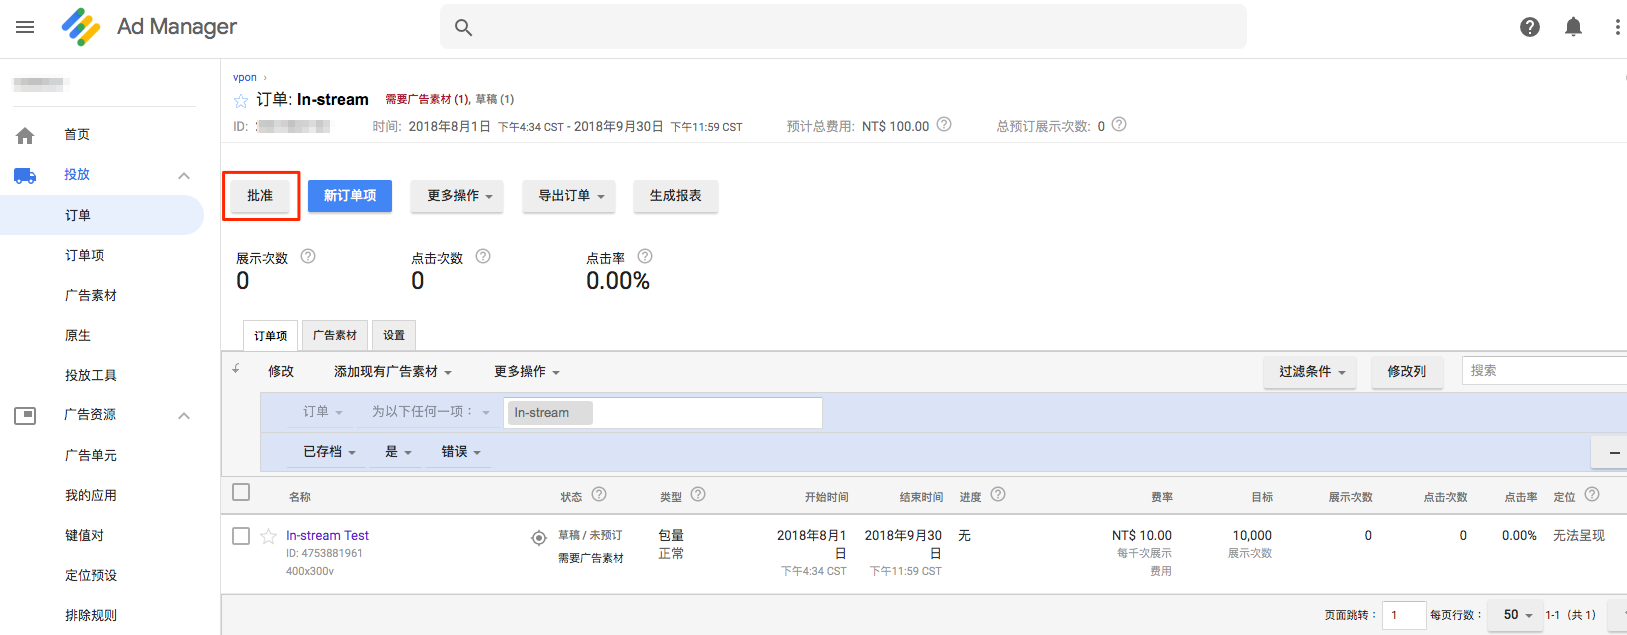 Ad Manager
vpon ›
订单: In-stream 需要广告素材 (1), 草稿 (1)
ID: 时间: 2018年8月1日 下午4:34 CST - 2018年9月30日 下午11:59 CST 预计总费用: NT$ 100.00 总预订展示次数: 0
首页
投放
订单
订单项
广告素材
原生
投放工具
广告资源
广告单元
我的应用
键值对
定位预设
排除规则
批准 新订单项 更多操作 导出订单 生成报表
展示次数 点击次数 点击率
0 0 0.00%
订单项 广告素材 设置
修改 添加现有广告素材 更多操作 过滤条件 修改列 搜索
订单 为以下任何一项： In-stream
已存档 是 错误
名称 状态 类型 开始时间 结束时间 进度 费率 目标 展示次数 点击次数 点击率 定位
In-stream Test 草稿 / 未预订 包量 2018年8月1 2018年9月30 无 NT$ 10.00 10,000 0 0 0.00% 无法呈现
ID: 4753881961 需要广告素材 正常 日 日 每千次展示 展示次数
400x300v 下午4:34 CST 下午11:59 CST 费用
页面跳转： 1 每页行数： 50 1-1（共 1）